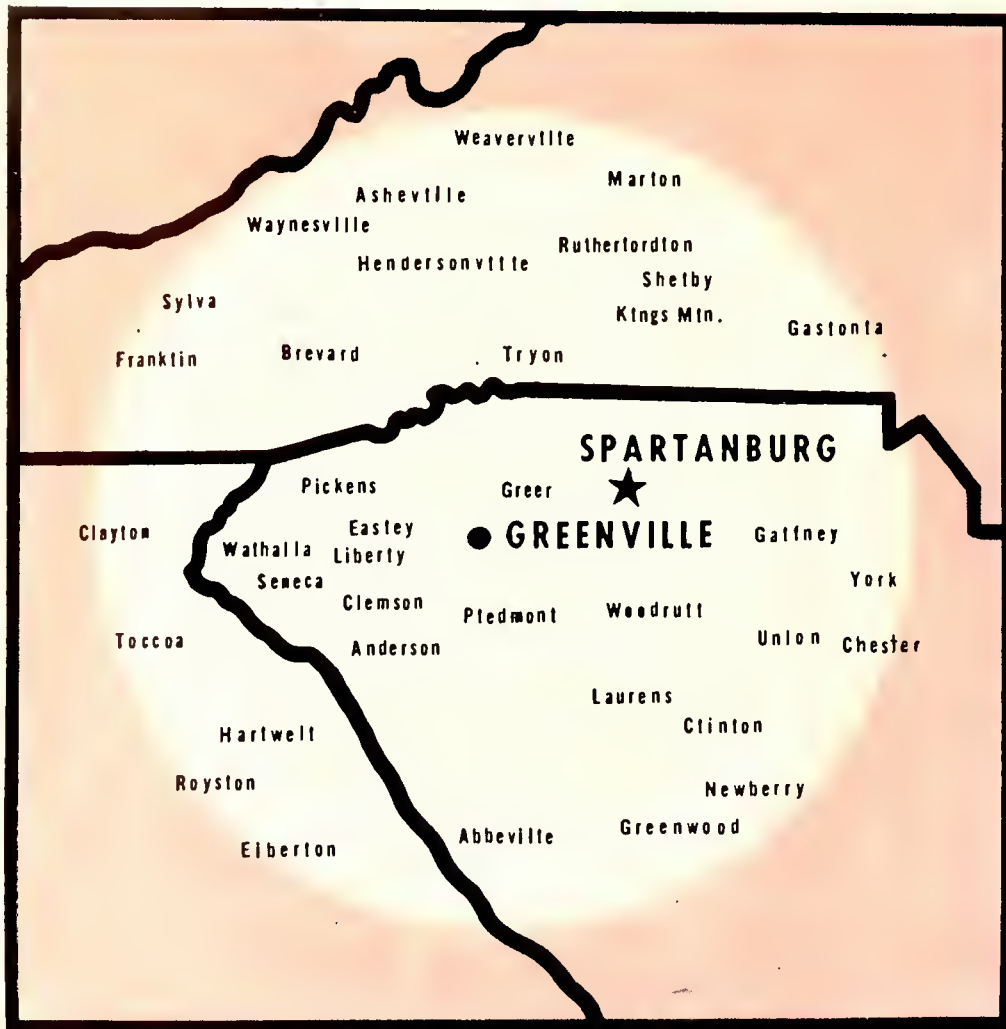 Weaverville
Marion
Asheville
Waynesville
Rutherfordton
Hendersonville
Shelby
Sylva
Kings Mtn.
Gastonia
Franklin
Brevard
Tryon
SPARTANBURG
Pickens
Greer
Clayton
Easley
GREENVILLE
Gaffney
Walhalla
Liberty
Seneca
York
Clemson
Piedmont
Woodruff
Toccoa
Anderson
Union
Chester
Laurens
Clinton
Hartwell
Royston
Newberry
Greenwood
Abbeville
Elberton